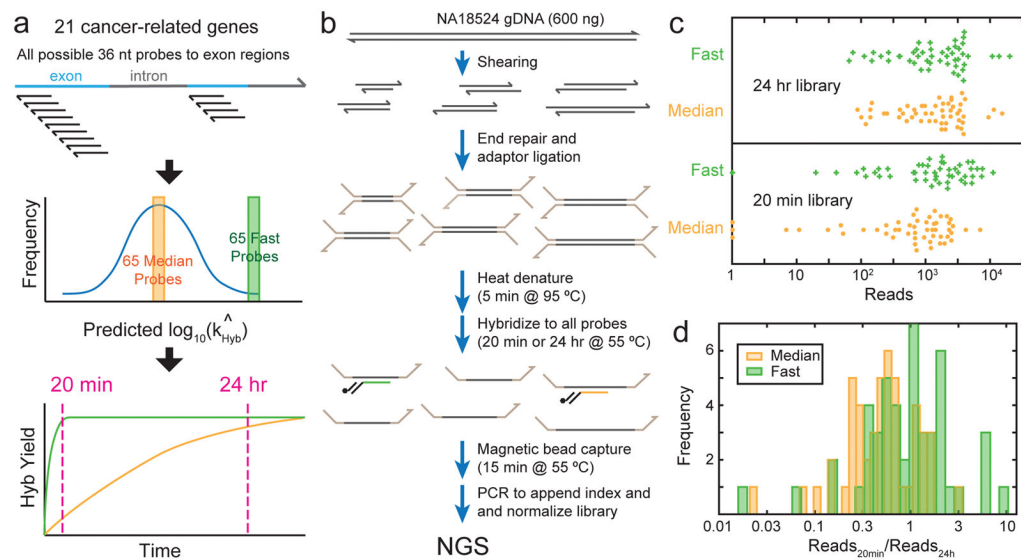 a
21 cancer-related genes
All possible 36 nt probes to exon regions
exon
intron
Frequency
65 Median
Probes
65 Fast
Probes
Predicted log10(k^Hyb)
20 min
24 hr
Hyb Yield
Time
b
NA18524 gDNA (600 ng)
Shearing
End repair and
adaptor ligation
Heat denature
(5 min @ 95 ºC)
Hybridize to all probes
(20 min or 24 hr @ 55 ºC)
Magnetic bead capture
(15 min @ 55 ºC)
PCR to append index and
and normalize library
NGS
c
Fast
24 hr library
Median
Fast
20 min library
Median
1
10
10²
10³
10⁴
Reads
d
Median
Fast
Frequency
6
4
2
0.01
0.03
0.1
0.3
1
3
10
Reads20min/Reads24h